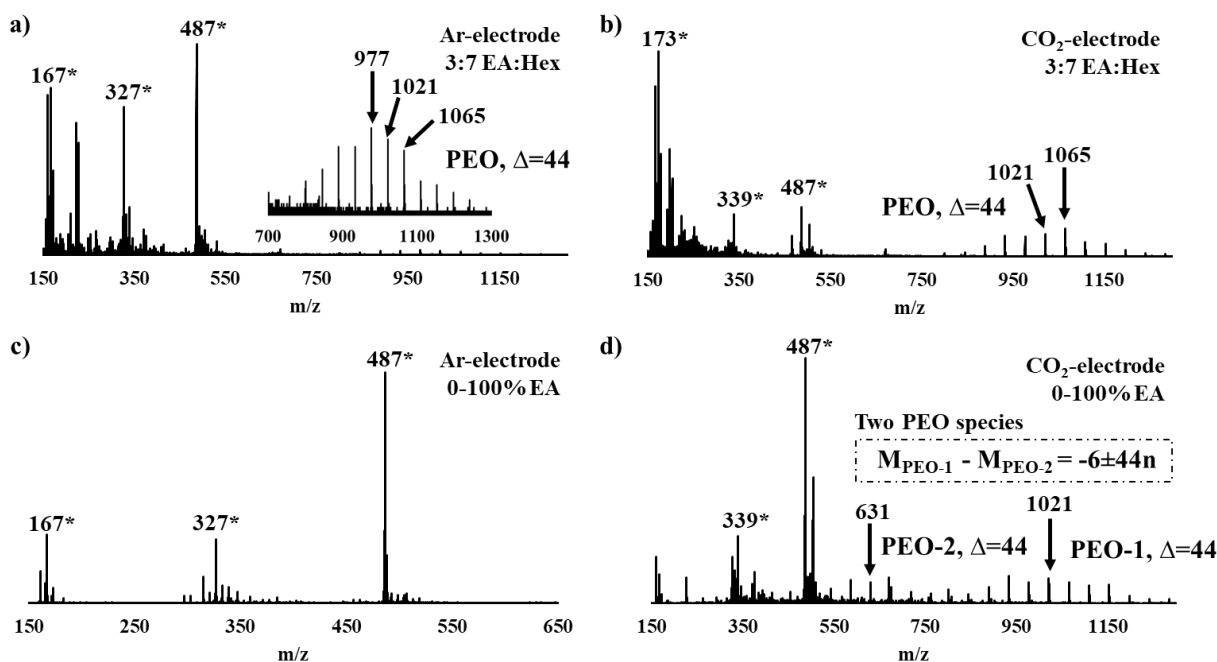 a)
Ar-electrode
3:7 EA:Hex
487*
167*
327*
977
1021
1065
PEO, Δ=44
700 900 1100 1300
150 350 550 750 950 1150
m/z
b)
CO₂-electrode
3:7 EA:Hex
173*
339*
487*
PEO, Δ=44
1021
1065
150 350 550 750 950 1150
m/z
c)
Ar-electrode
0-100% EA
487*
167*
327*
150 250 350 450 550 650
m/z
d)
CO₂-electrode
0-100% EA
487*
Two PEO species
M_PEO-1 - M_PEO-2 = -6±44n
339*
631
1021
PEO-2, Δ=44
PEO-1, Δ=44
150 350 550 750 950 1150
m/z